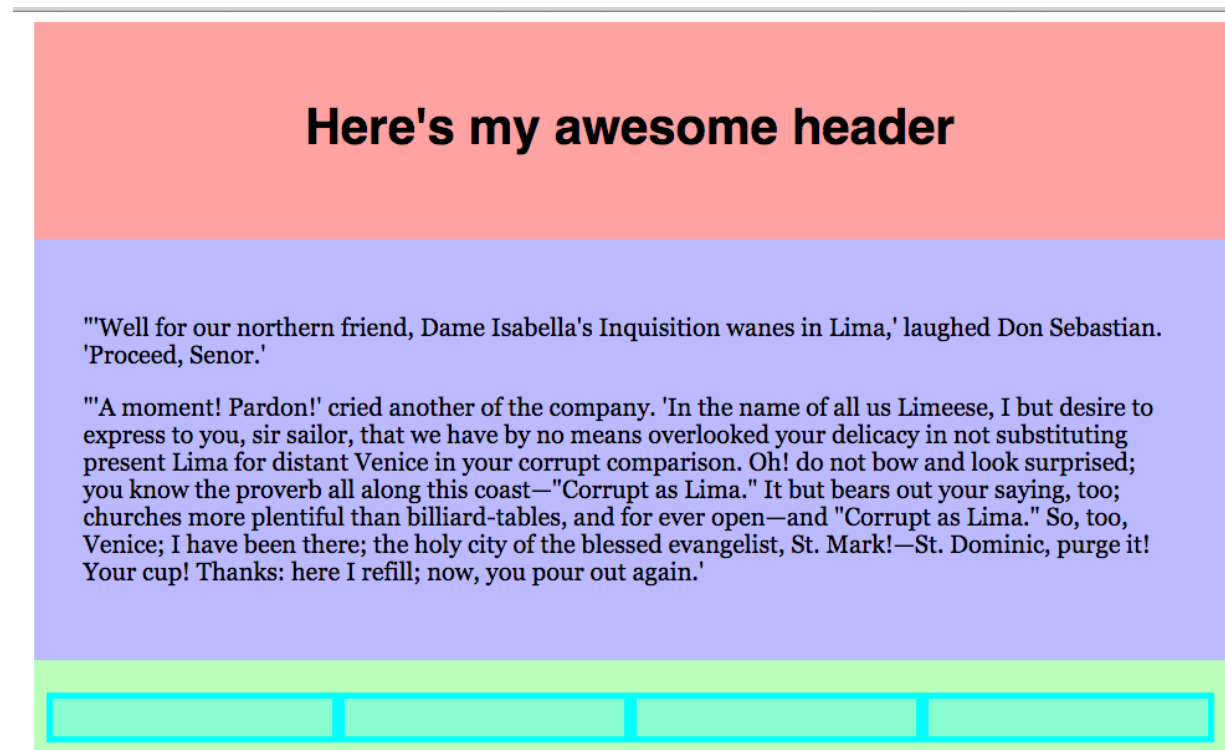 Here's my awesome header
"'Well for our northern friend, Dame Isabella's Inquisition wanes in Lima,' laughed Don Sebastian.
'Proceed, Senor.'
"'A moment! Pardon!' cried another of the company. 'In the name of all us Limeese, I but desire to
express to you, sir sailor, that we have by no means overlooked your delicacy in not substituting
present Lima for distant Venice in your corrupt comparison. Oh! do not bow and look surprised;
you know the proverb all along this coast—"Corrupt as Lima." It but bears out your saying, too;
churches more plentiful than billiard-tables, and for ever open—and "Corrupt as Lima." So, too,
Venice; I have been there; the holy city of the blessed evangelist, St. Mark!—St. Dominic, purge it!
Your cup! Thanks: here I refill; now, you pour out again.'